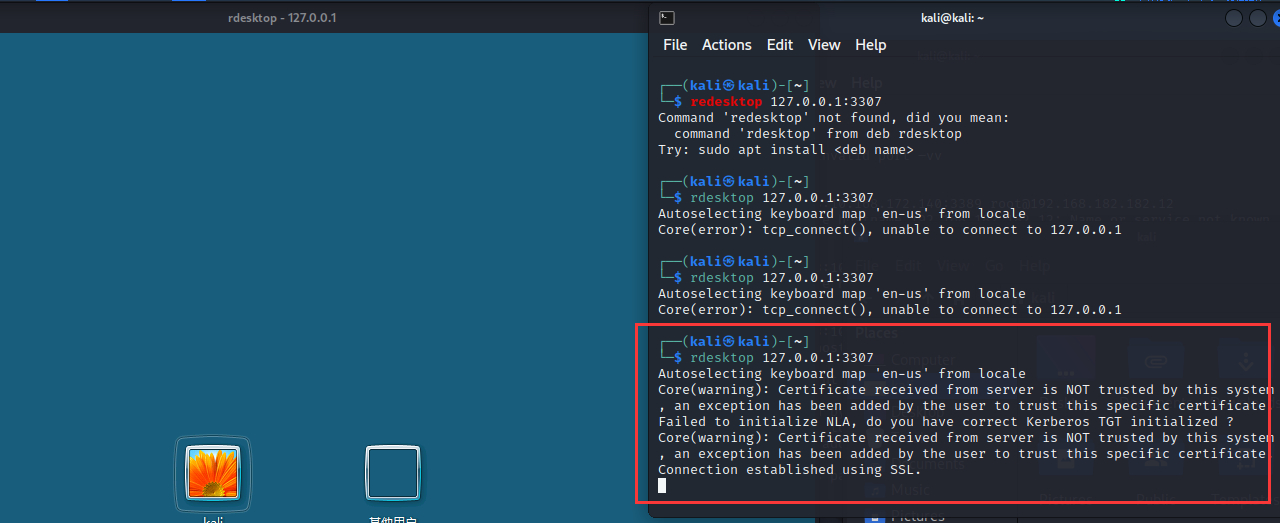 rdesktop - 127.0.0.1
kali@kali: ~
File Actions Edit View Help
┌──(kali㉿kali)-[~]
└─$ redesktop 127.0.0.1:3307
Command 'redesktop' not found, did you mean:
  command 'rdesktop' from deb rdesktop
Try: sudo apt install <deb name>
┌──(kali㉿kali)-[~]
└─$ rdesktop 127.0.0.1:3307
Autoselecting keyboard map 'en-us' from locale
Core(error): tcp_connect(), unable to connect to 127.0.0.1
┌──(kali㉿kali)-[~]
└─$ rdesktop 127.0.0.1:3307
Autoselecting keyboard map 'en-us' from locale
Core(error): tcp_connect(), unable to connect to 127.0.0.1
┌──(kali㉿kali)-[~]
└─$ rdesktop 127.0.0.1:3307
Autoselecting keyboard map 'en-us' from locale
Core(warning): Certificate received from server is NOT trusted by this system
, an exception has been added by the user to trust this specific certificate.
Failed to initialize NLA, do you have correct Kerberos TGT initialized ?
Core(warning): Certificate received from server is NOT trusted by this system
, an exception has been added by the user to trust this specific certificate.
Connection established using SSL.
kali
其他用户
Places
Computer
Music
Pictures